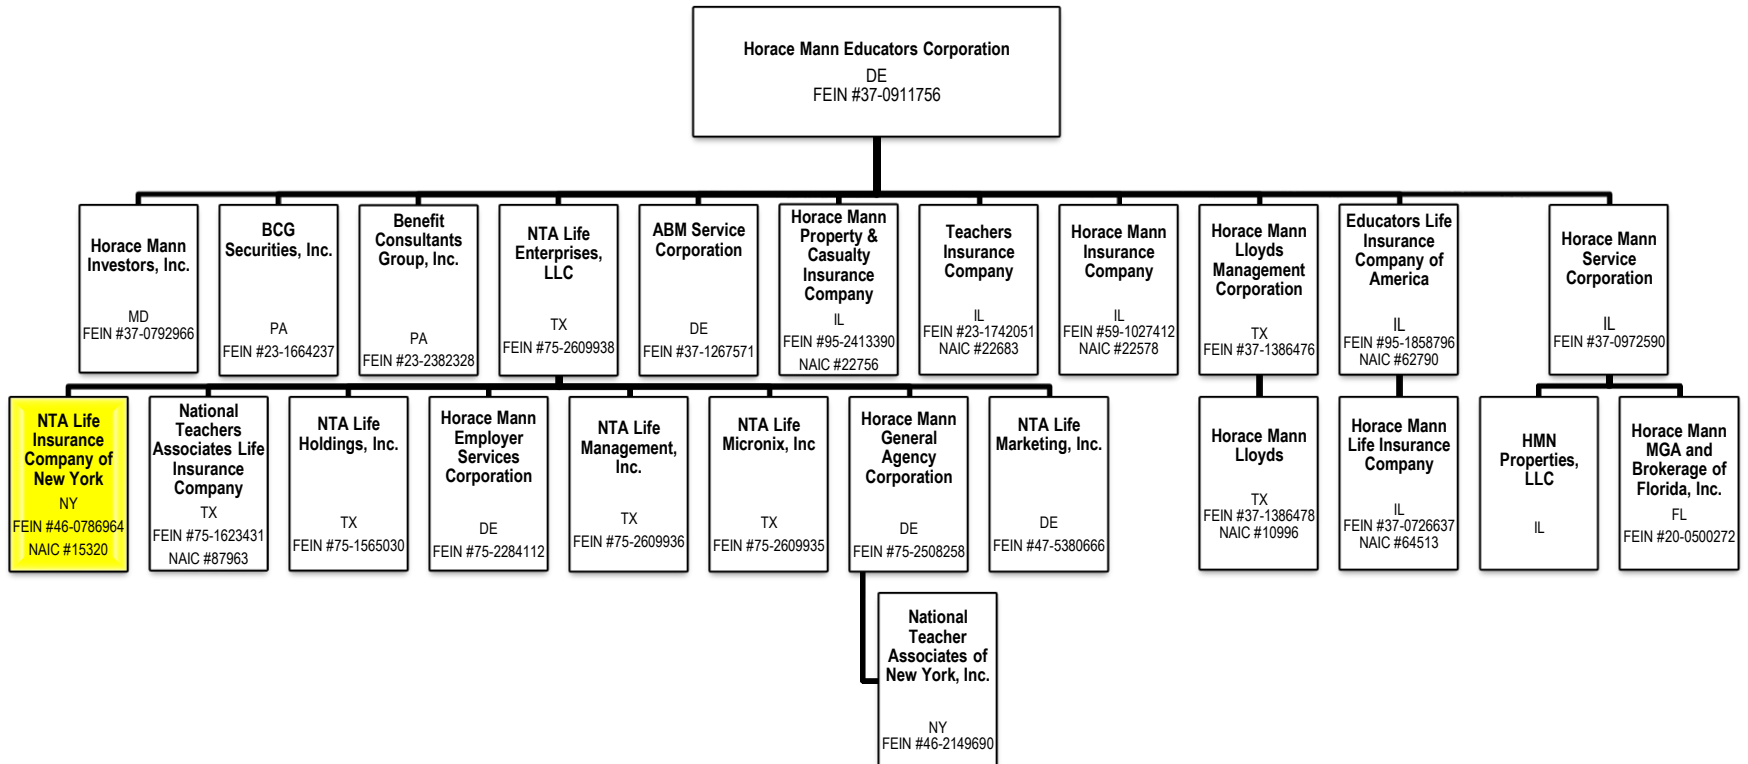 Horace Mann Educators Corporation
DE
FEIN #37-0911756
Horace Mann
Investors, Inc.
MD
FEIN #37-0792966
BCG
Securities, Inc.
PA
FEIN #23-1664237
Benefit
Consultants
Group, Inc.
PA
FEIN #23-2382328
NTA Life
Enterprises,
LLC
TX
FEIN #75-2609938
ABM Service
Corporation
DE
FEIN #37-1267571
Horace Mann
Property &
Casualty
Insurance
Company
IL
FEIN #95-2413390
NAIC #22756
Teachers
Insurance
Company
IL
FEIN #23-1742051
NAIC #22683
Horace Mann
Insurance
Company
IL
FEIN #59-1027412
NAIC #22578
Horace Mann
Lloyds
Management
Corporation
TX
FEIN #37-1386476
Educators Life
Insurance
Company of
America
IL
FEIN #95-1858796
NAIC #62790
Horace Mann
Service
Corporation
IL
FEIN #37-0972590
NTA Life
Insurance
Company of
New York
NY
FEIN #46-0786964
NAIC #15320
National
Teachers
Associates Life
Insurance
Company
TX
FEIN #75-1623431
NAIC #87963
NTA Life
Holdings, Inc.
TX
FEIN #75-1565030
Horace Mann
Employer
Services
Corporation
DE
FEIN #75-2284112
NTA Life
Management,
Inc.
TX
FEIN #75-2609936
NTA Life
Micronix, Inc
TX
FEIN #75-2609935
Horace Mann
General
Agency
Corporation
DE
FEIN #75-2508258
NTA Life
Marketing, Inc.
DE
FEIN #47-5380666
Horace Mann
Lloyds
TX
FEIN #37-1386478
NAIC #10996
Horace Mann
Life Insurance
Company
IL
FEIN #37-0726637
NAIC #64513
HMN
Properties,
LLC
IL
Horace Mann
MGA and
Brokerage of
Florida, Inc.
FL
FEIN #20-0500272
National
Teacher
Associates of
New York, Inc.
NY
FEIN #46-2149690